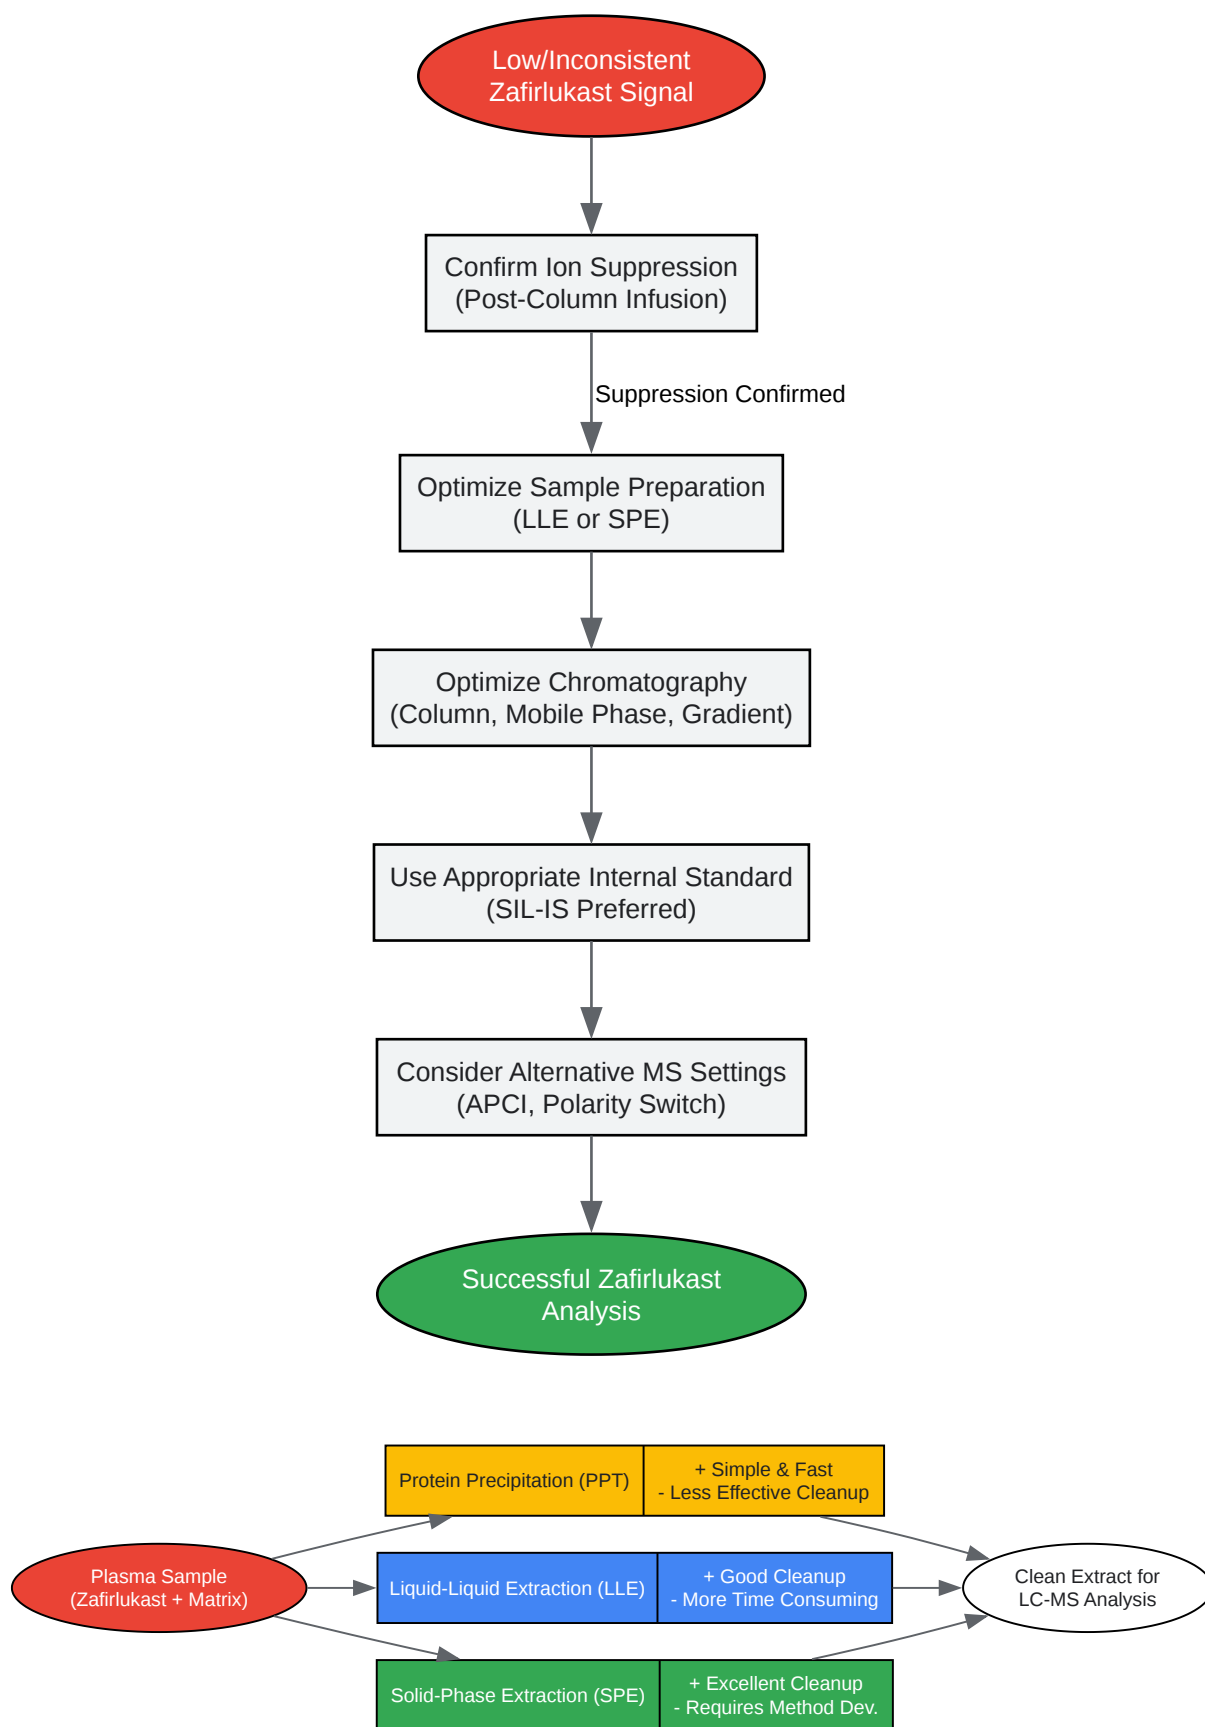 Low/Inconsistent
Zafirlukast Signal
Confirm Ion Suppression
(Post-Column Infusion)
Suppression Confirmed
Optimize Sample Preparation
(LLE or SPE)
Optimize Chromatography
(Column, Mobile Phase, Gradient)
Use Appropriate Internal Standard
(SIL-IS Preferred)
Consider Alternative MS Settings
(APCI, Polarity Switch)
Successful Zafirlukast
Analysis
Protein Precipitation (PPT)
+ Simple & Fast
- Less Effective Cleanup
Plasma Sample
(Zafirlukast + Matrix)
Liquid-Liquid Extraction (LLE)
+ Good Cleanup
- More Time Consuming
Clean Extract for
LC-MS Analysis
Solid-Phase Extraction (SPE)
+ Excellent Cleanup
- Requires Method Dev.